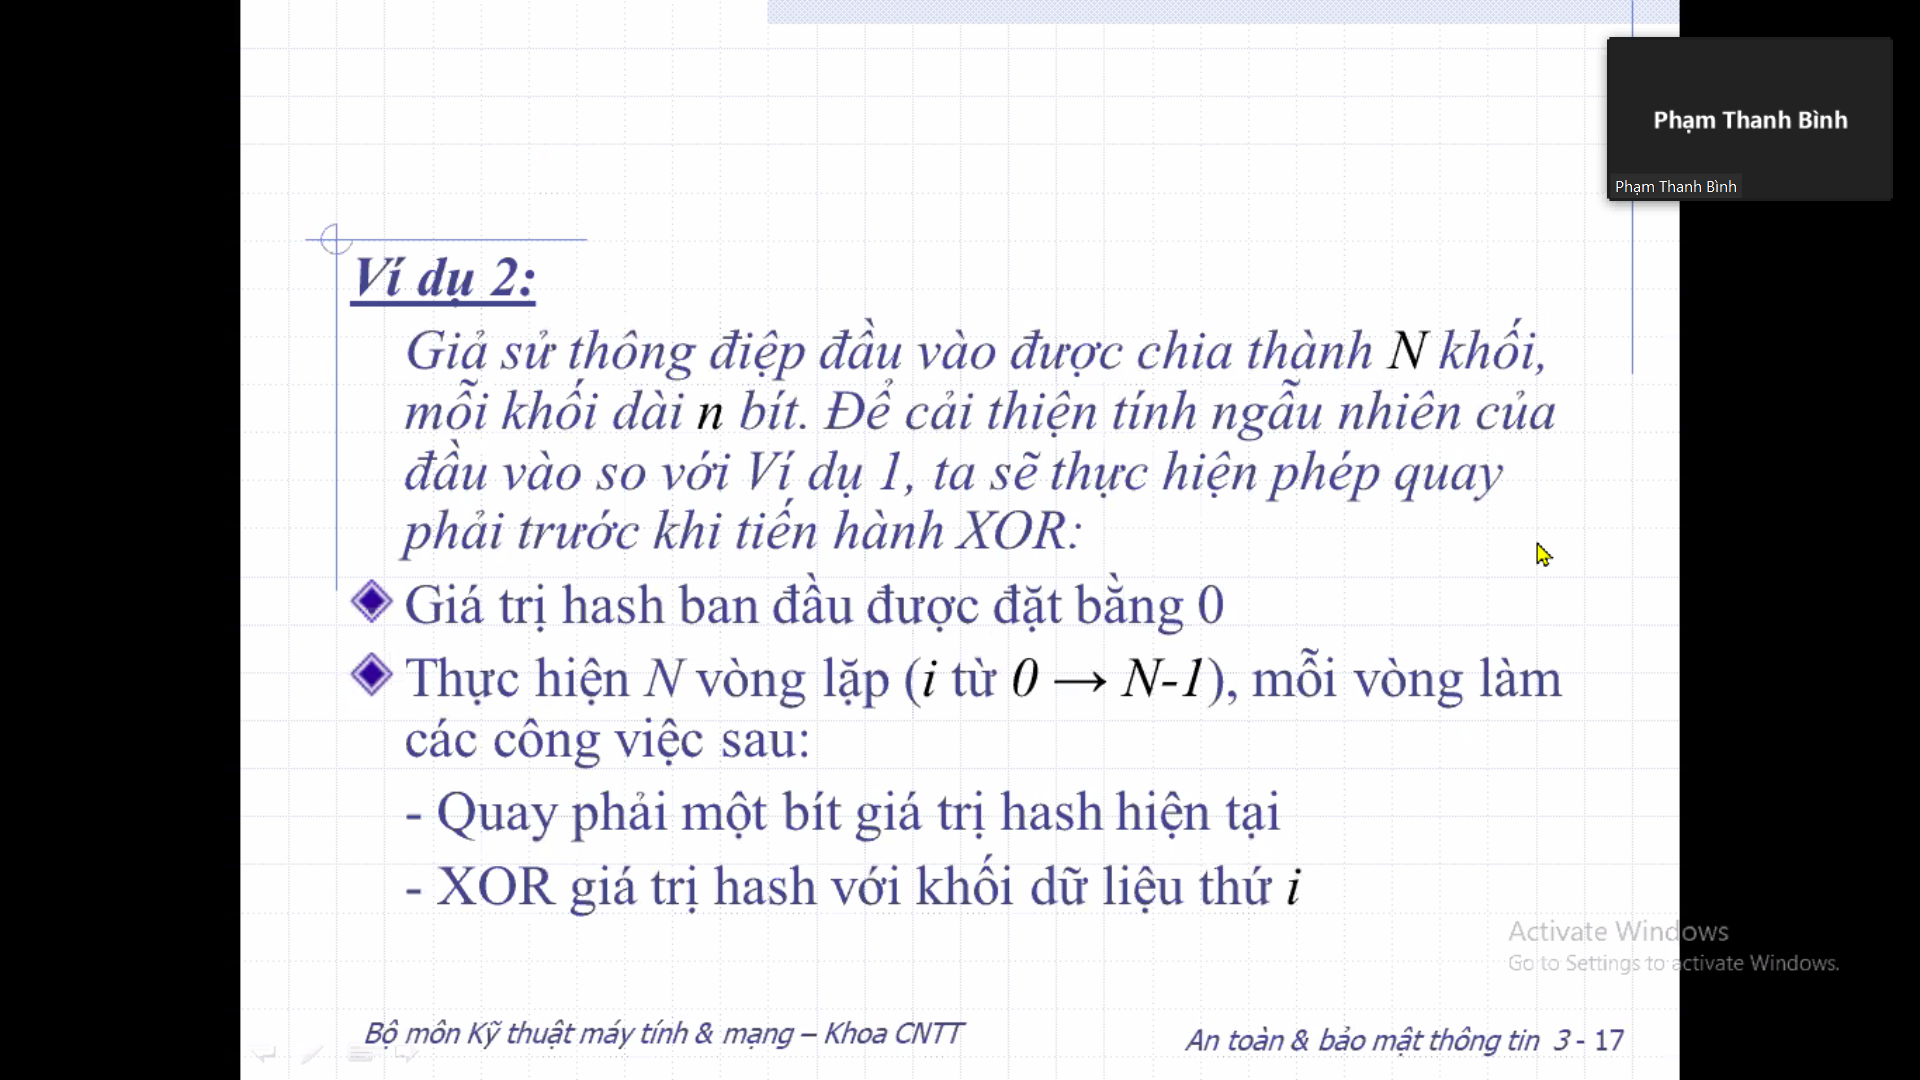 Phạm Thanh Bình
Phạm Thanh Bình
Ví dụ 2:
Giả sử thông điệp đầu vào được chia thành N khối,
mỗi khối dài n bít. Để cải thiện tính ngẫu nhiên của
đầu vào so với Ví dụ 1, ta sẽ thực hiện phép quay
phải trước khi tiến hành XOR:
Giá trị hash ban đầu được đặt bằng 0
Thực hiện N vòng lặp (i từ 0 → N-1), mỗi vòng làm
các công việc sau:
- Quay phải một bít giá trị hash hiện tại
- XOR giá trị hash với khối dữ liệu thứ i
Activate Windows
Go to Settings to activate Windows.
Bộ môn Kỹ thuật máy tính & mạng – Khoa CNTT
An toàn & bảo mật thông tin 3 - 17